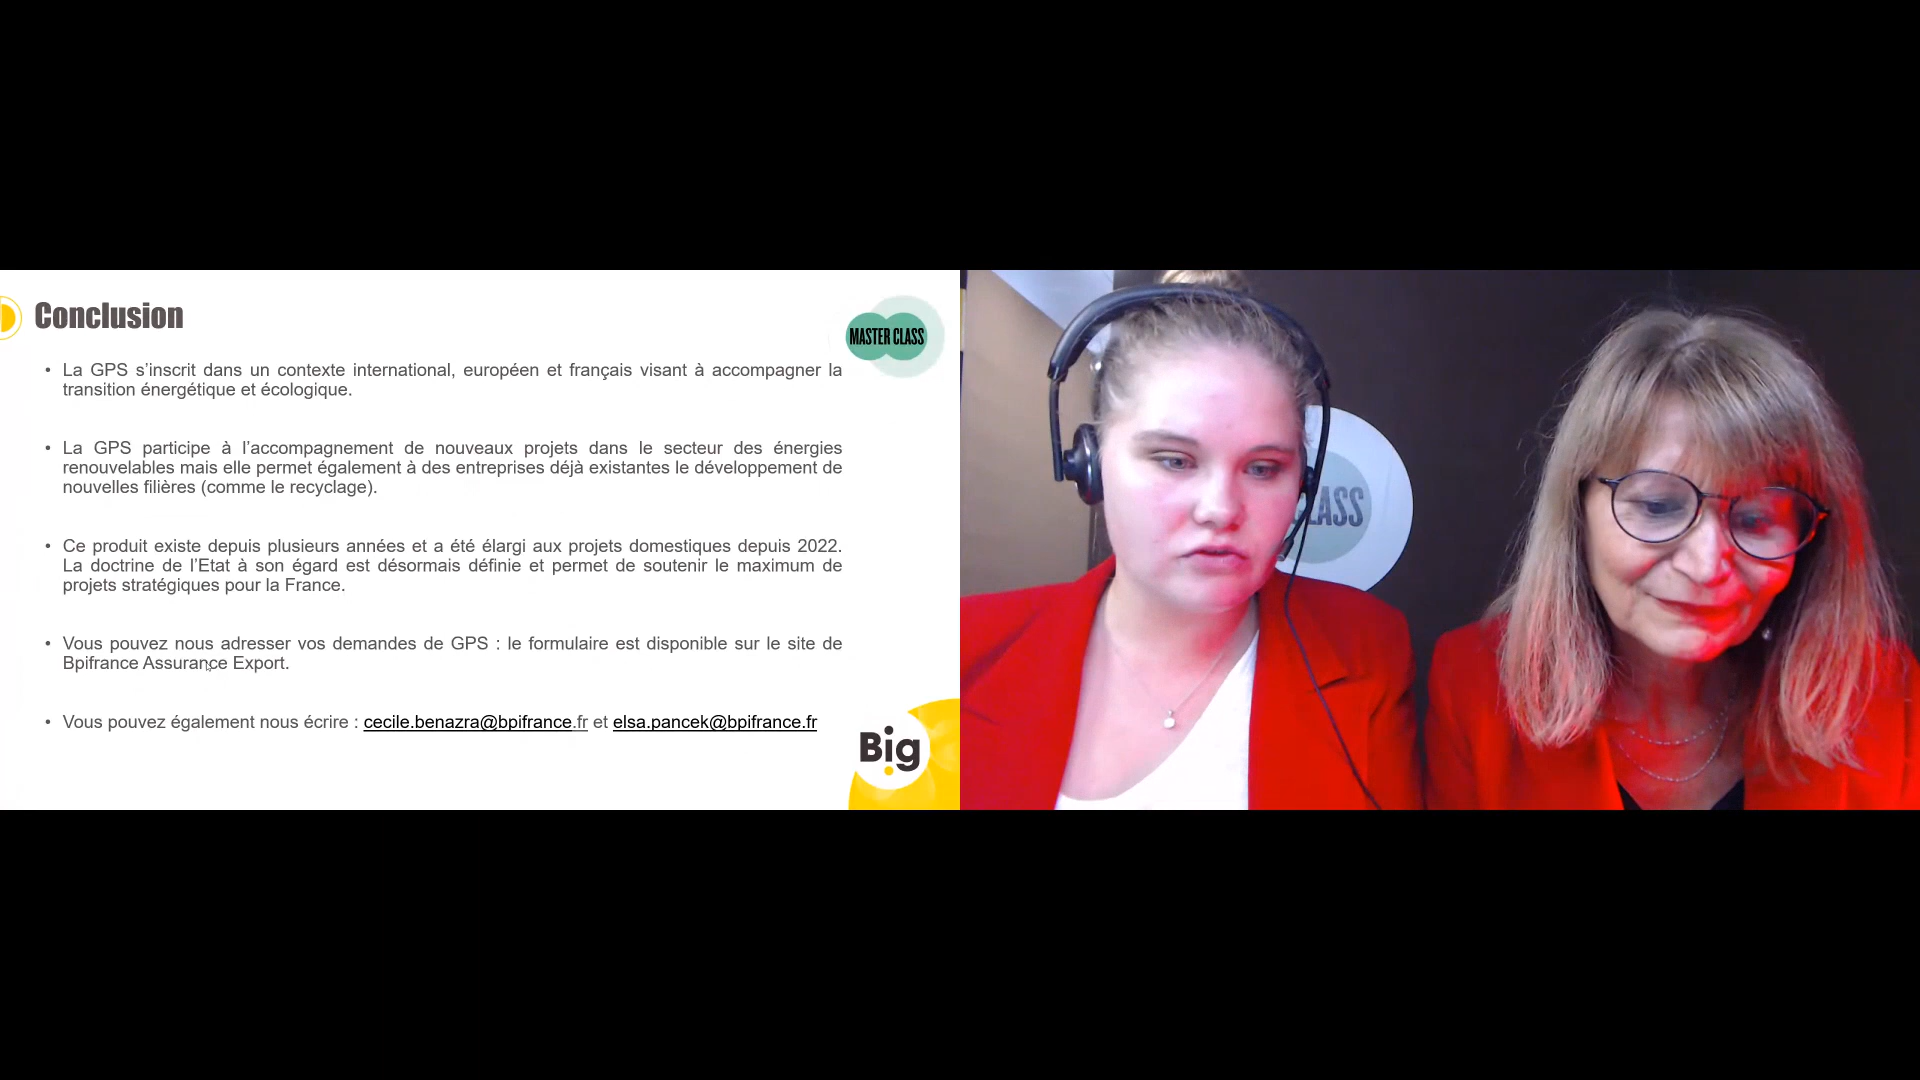 Conclusion
MASTER CLASS
• La GPS s’inscrit dans un contexte international, européen et français visant à accompagner la
transition énergétique et écologique.
• La GPS participe à l’accompagnement de nouveaux projets dans le secteur des énergies
renouvelables mais elle permet également à des entreprises déjà existantes le développement de
nouvelles filières (comme le recyclage).
• Ce produit existe depuis plusieurs années et a été élargi aux projets domestiques depuis 2022.
La doctrine de l’Etat à son égard est désormais définie et permet de soutenir le maximum de
projets stratégiques pour la France.
• Vous pouvez nous adresser vos demandes de GPS : le formulaire est disponible sur le site de
Bpifrance Assurance Export.
• Vous pouvez également nous écrire : cecile.benazra@bpifrance.fr et elsa.pancek@bpifrance.fr
Big
CLASS